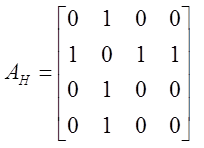 0 1 0 0
1 0 1 1
A_H = 0 1 0 0
0 1 0 0